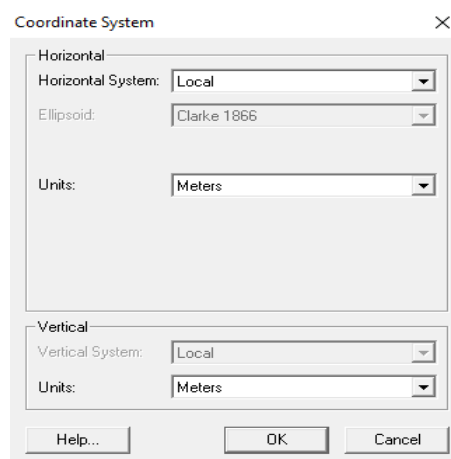 Coordinate System
Horizontal
Horizontal System: Local
Ellipsoid: Clarke 1866
Units: Meters
Vertical
Vertical System: Local
Units: Meters
Help... OK Cancel